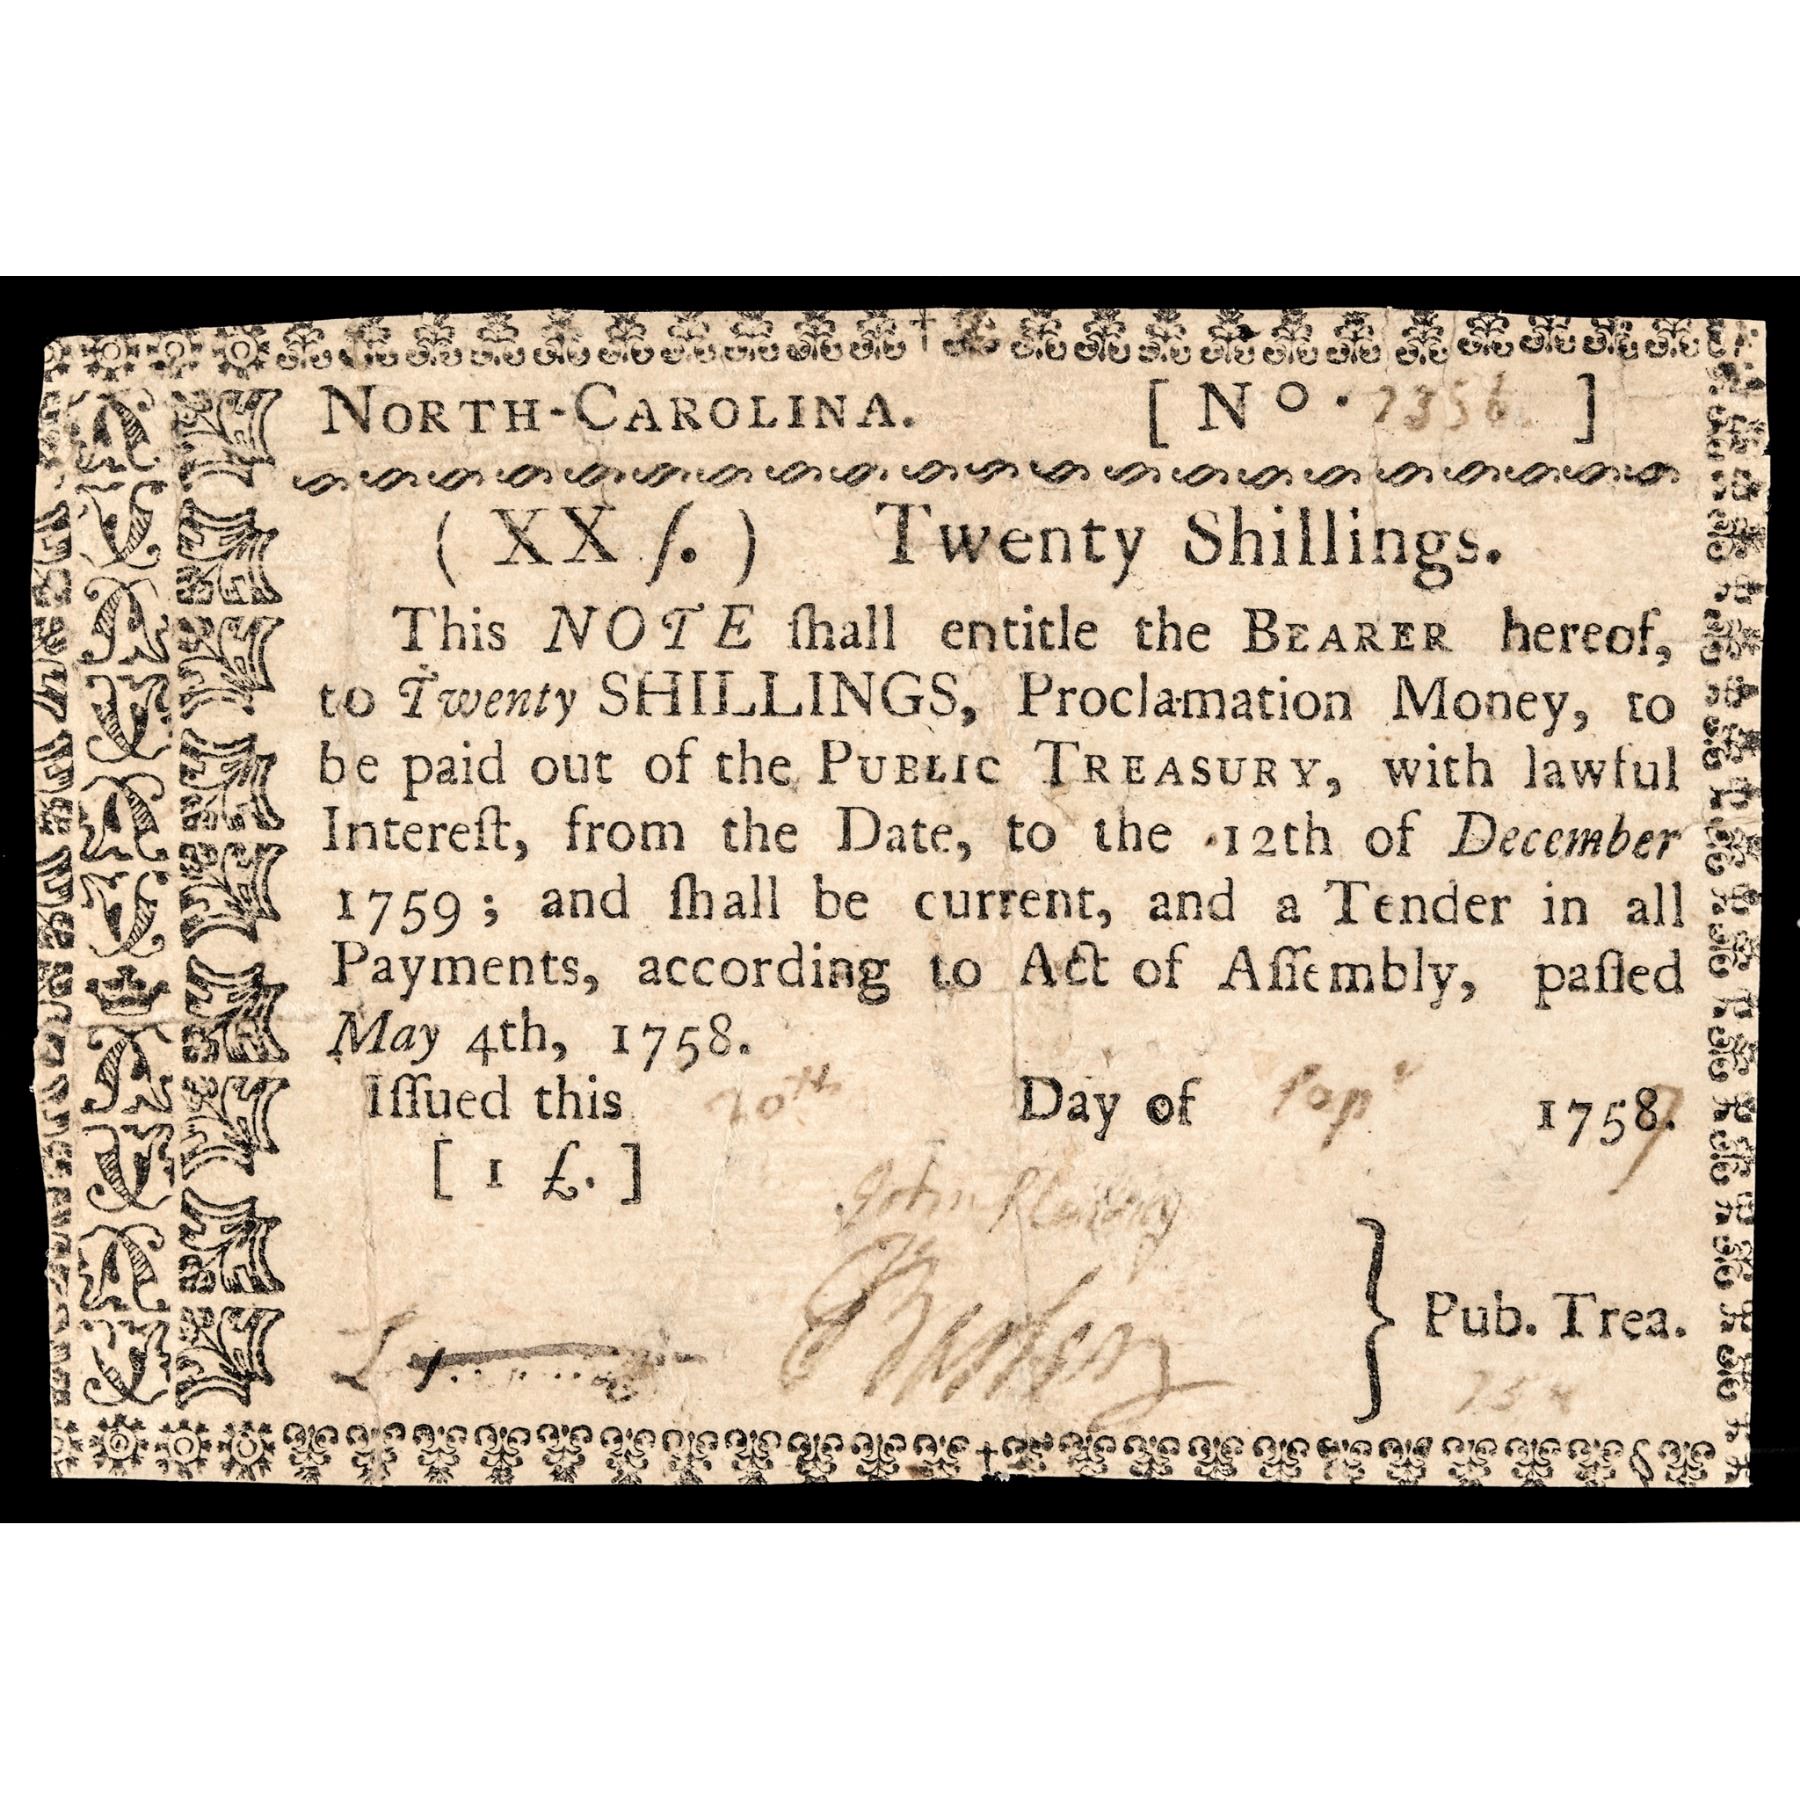 NORTH-CAROLINA. [ No. 7356 ]
( XX ſ. ) Twenty Shillings.
This NOTE ſhall entitle the BEARER hereof,
to Twenty SHILLINGS, Proclamation Money, to
be paid out of the PUBLIC TREASURY, with lawful
Intereſt, from the Date, to the 12th of December
1759; and ſhall be current, and a Tender in all
Payments, according to Act of Aſſembly, paſſed
May 4th, 1758.
Iſſued this 20th Day of 1758.
[ 1 £. ]
John
Pub. Trea.